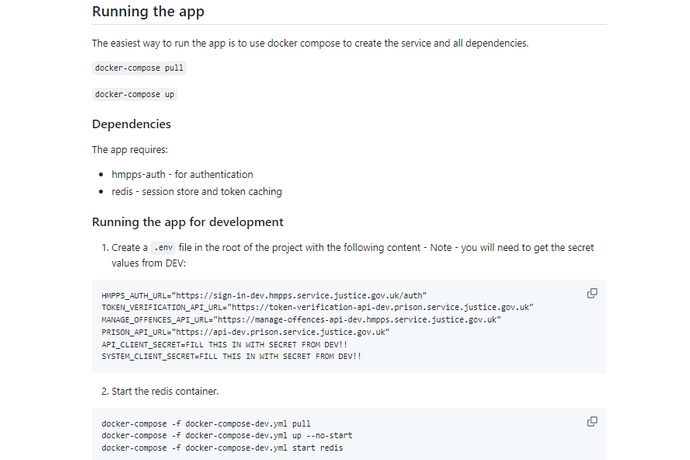 Running the app
The easiest way to run the app is to use docker compose to create the service and all dependencies.
docker-compose pull
docker-compose up
Dependencies
The app requires:
hmpps-auth - for authentication
redis - session store and token caching
Running the app for development
1. Create a .env file in the root of the project with the following content - Note - you will need to get the secret
values from DEV:
HMPPS_AUTH_URL="https://sign-in-dev.hmpps.service.justice.gov.uk/auth"
TOKEN_VERIFICATION_API_URL="https://token-verification-api-dev.prison.service.justice.gov.uk"
MANAGE_OFFENCES_API_URL="https://manage-offences-api-dev.hmpps.service.justice.gov.uk"
PRISON_API_URL="https://api-dev.prison.service.justice.gov.uk"
API_CLIENT_SECRET=FILL THIS IN WITH SECRET FROM DEV!!
SYSTEM_CLIENT_SECRET=FILL THIS IN WITH SECRET FROM DEV!!
2. Start the redis container.
docker-compose -f docker-compose-dev.yml pull
docker-compose -f docker-compose-dev.yml up --no-start
docker-compose -f docker-compose-dev.yml start redis